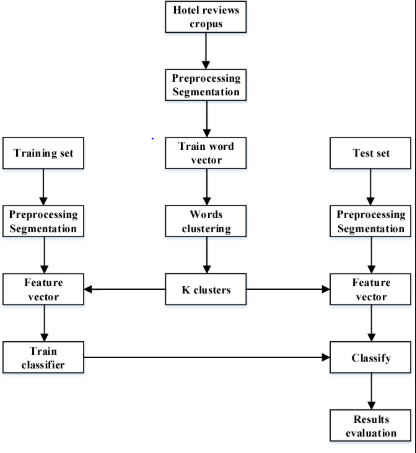 Hotel reviews
cropus
Preprocessing
Segmentation
Training set
Train word
vector
Test set
Preprocessing
Segmentation
Words
clustering
Preprocessing
Segmentation
Feature
vector
K clusters
Feature
vector
Train
classifier
Classify
Results
evaluation